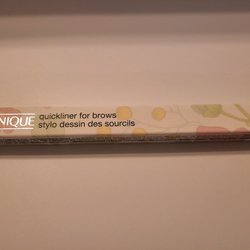 NIQUE
quickliner for brows
stylo dessin des sourcils